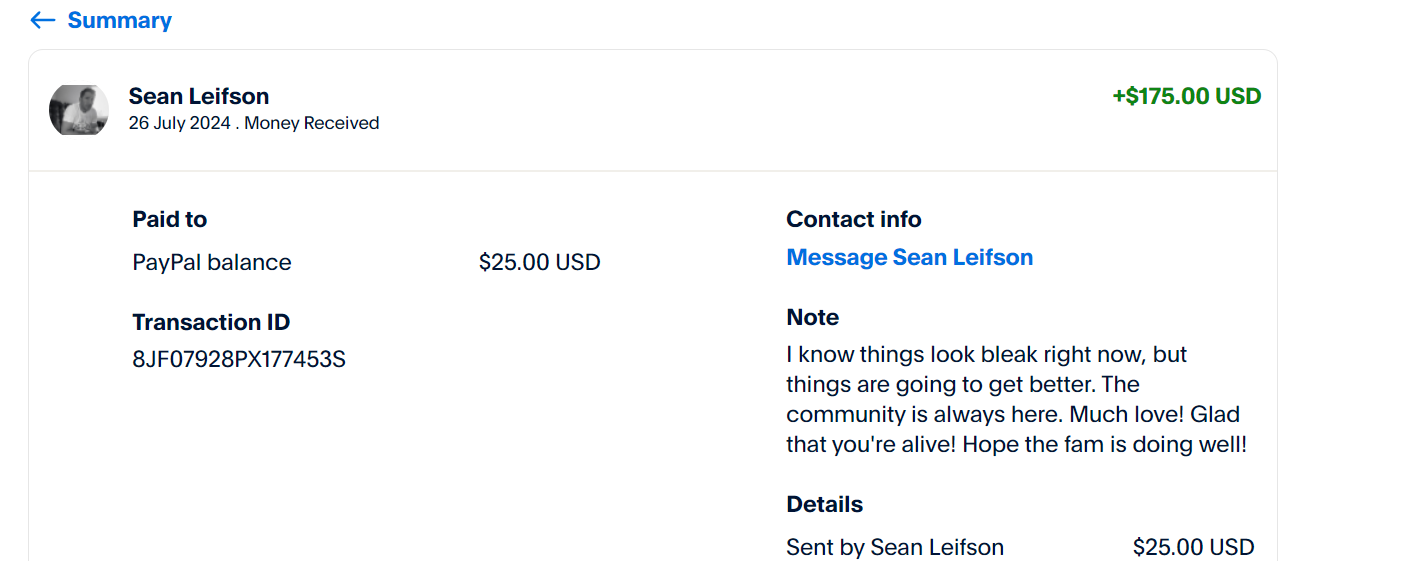 ← Summary
Sean Leifson
+$175.00 USD
26 July 2024 . Money Received
Paid to
PayPal balance $25.00 USD
Transaction ID
8JF07928PX177453S
Contact info
Message Sean Leifson
Note
I know things look bleak right now, but
things are going to get better. The
community is always here. Much love! Glad
that you're alive! Hope the fam is doing well!
Details
Sent by Sean Leifson $25.00 USD